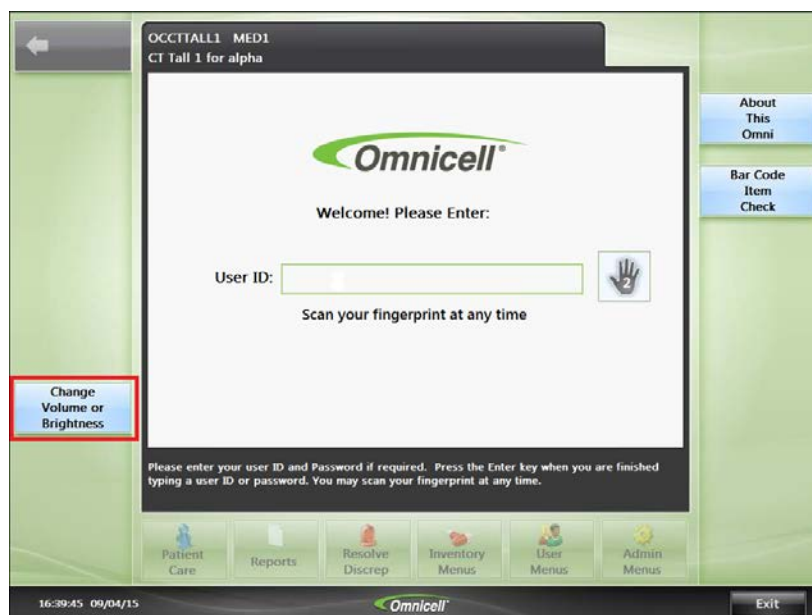 OCCTTALL1 MED1
CT Tall 1 for alpha
About
This
Omni
Omnicell®
Bar Code
Item
Check
Welcome! Please Enter:
User ID:
2
Scan your fingerprint at any time
Change
Volume or
Brightness
Please enter your user ID and Password if required. Press the Enter key when you are finished
typing a user ID or password. You may scan your fingerprint at any time.
Patient
Care
Reports
Resolve
Discrep
Inventory
Menus
User
Menus
Admin
Menus
16:39:45 09/04/15
Omnicell
Exit